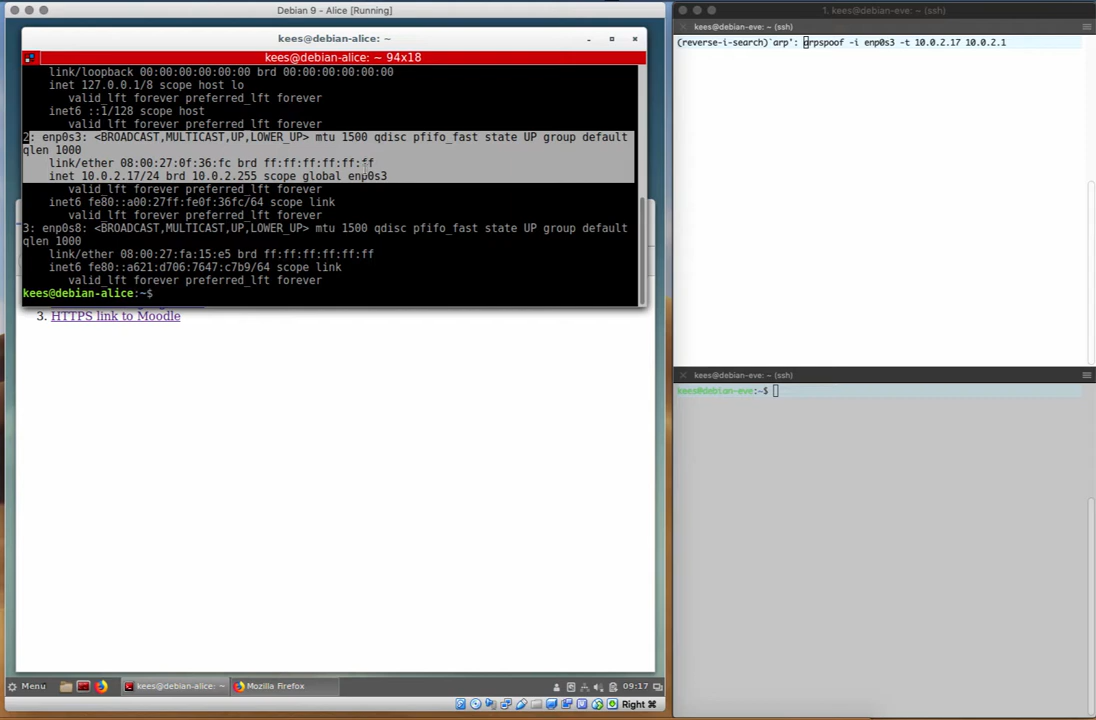 Debian 9 - Alice [Running]
kees@debian-alice: ~
kees@debian-alice: ~ 94x18
link/loopback 00:00:00:00:00:00 brd 00:00:00:00:00:00
inet 127.0.0.1/8 scope host lo
valid_lft forever preferred_lft forever
inet6 ::1/128 scope host
valid_lft forever preferred_lft forever
2: enp0s3: <BROADCAST,MULTICAST,UP,LOWER_UP> mtu 1500 qdisc pfifo_fast state UP group default
qlen 1000
link/ether 08:00:27:0f:36:fc brd ff:ff:ff:ff:ff:ff
inet 10.0.2.17/24 brd 10.0.2.255 scope global enp0s3
valid_lft forever preferred_lft forever
inet6 fe80::a00:27ff:fe0f:36fc/64 scope link
valid_lft forever preferred_lft forever
3: enp0s8: <BROADCAST,MULTICAST,UP,LOWER_UP> mtu 1500 qdisc pfifo_fast state UP group default
qlen 1000
link/ether 08:00:27:fa:15:e5 brd ff:ff:ff:ff:ff:ff
inet6 fe80::a621:d706:7647:c7b9/64 scope link
valid_lft forever preferred_lft forever
kees@debian-alice:~$
3. HTTPS link to Moodle
Menu
kees@debian-alice: ~
Mozilla Firefox
09:17
Right ⌘
1. kees@debian-eve: ~ (ssh)
kees@debian-eve: ~ (ssh)
(reverse-i-search)`arp': arpspoof -i enp0s3 -t 10.0.2.17 10.0.2.1
kees@debian-eve: ~ (ssh)
kees@debian-eve:~$